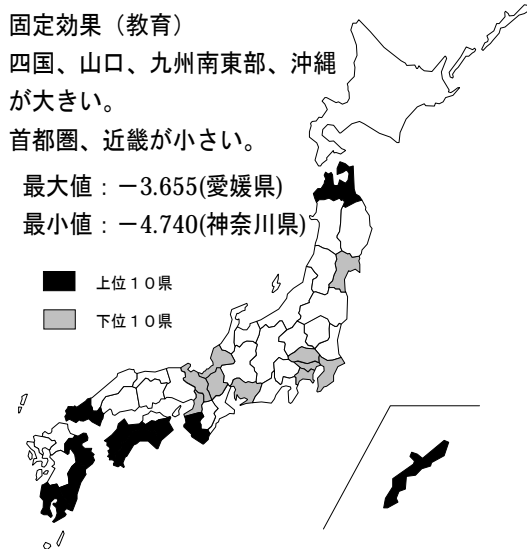 固定効果（教育）
四国、山口、九州南東部、沖縄
が大きい。
首都圏、近畿が小さい。
最大値：－3.655(愛媛県)
最小値：－4.740(神奈川県)
上位１０県
下位１０県